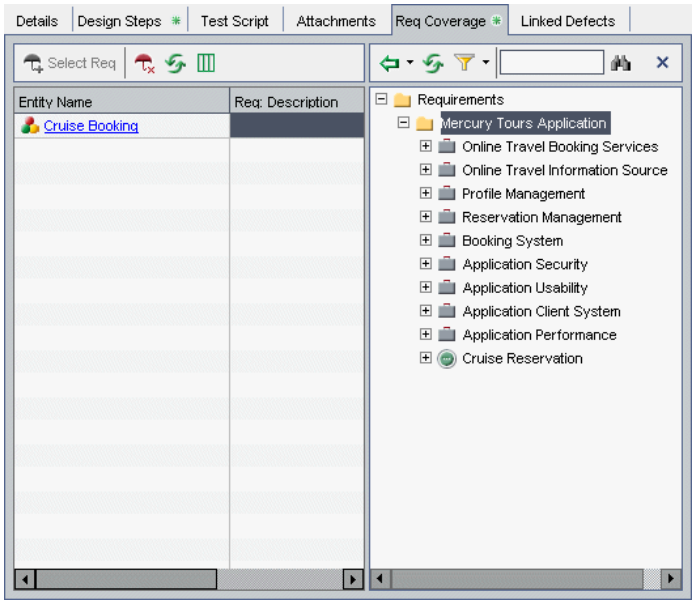 Details Design Steps Test Script Attachments Req Coverage Linked Defects
Select Req
Entity Name Req: Description
Cruise Booking
Requirements
Mercury Tours Application
Online Travel Booking Services
Online Travel Information Source
Profile Management
Reservation Management
Booking System
Application Security
Application Usability
Application Client System
Application Performance
Cruise Reservation